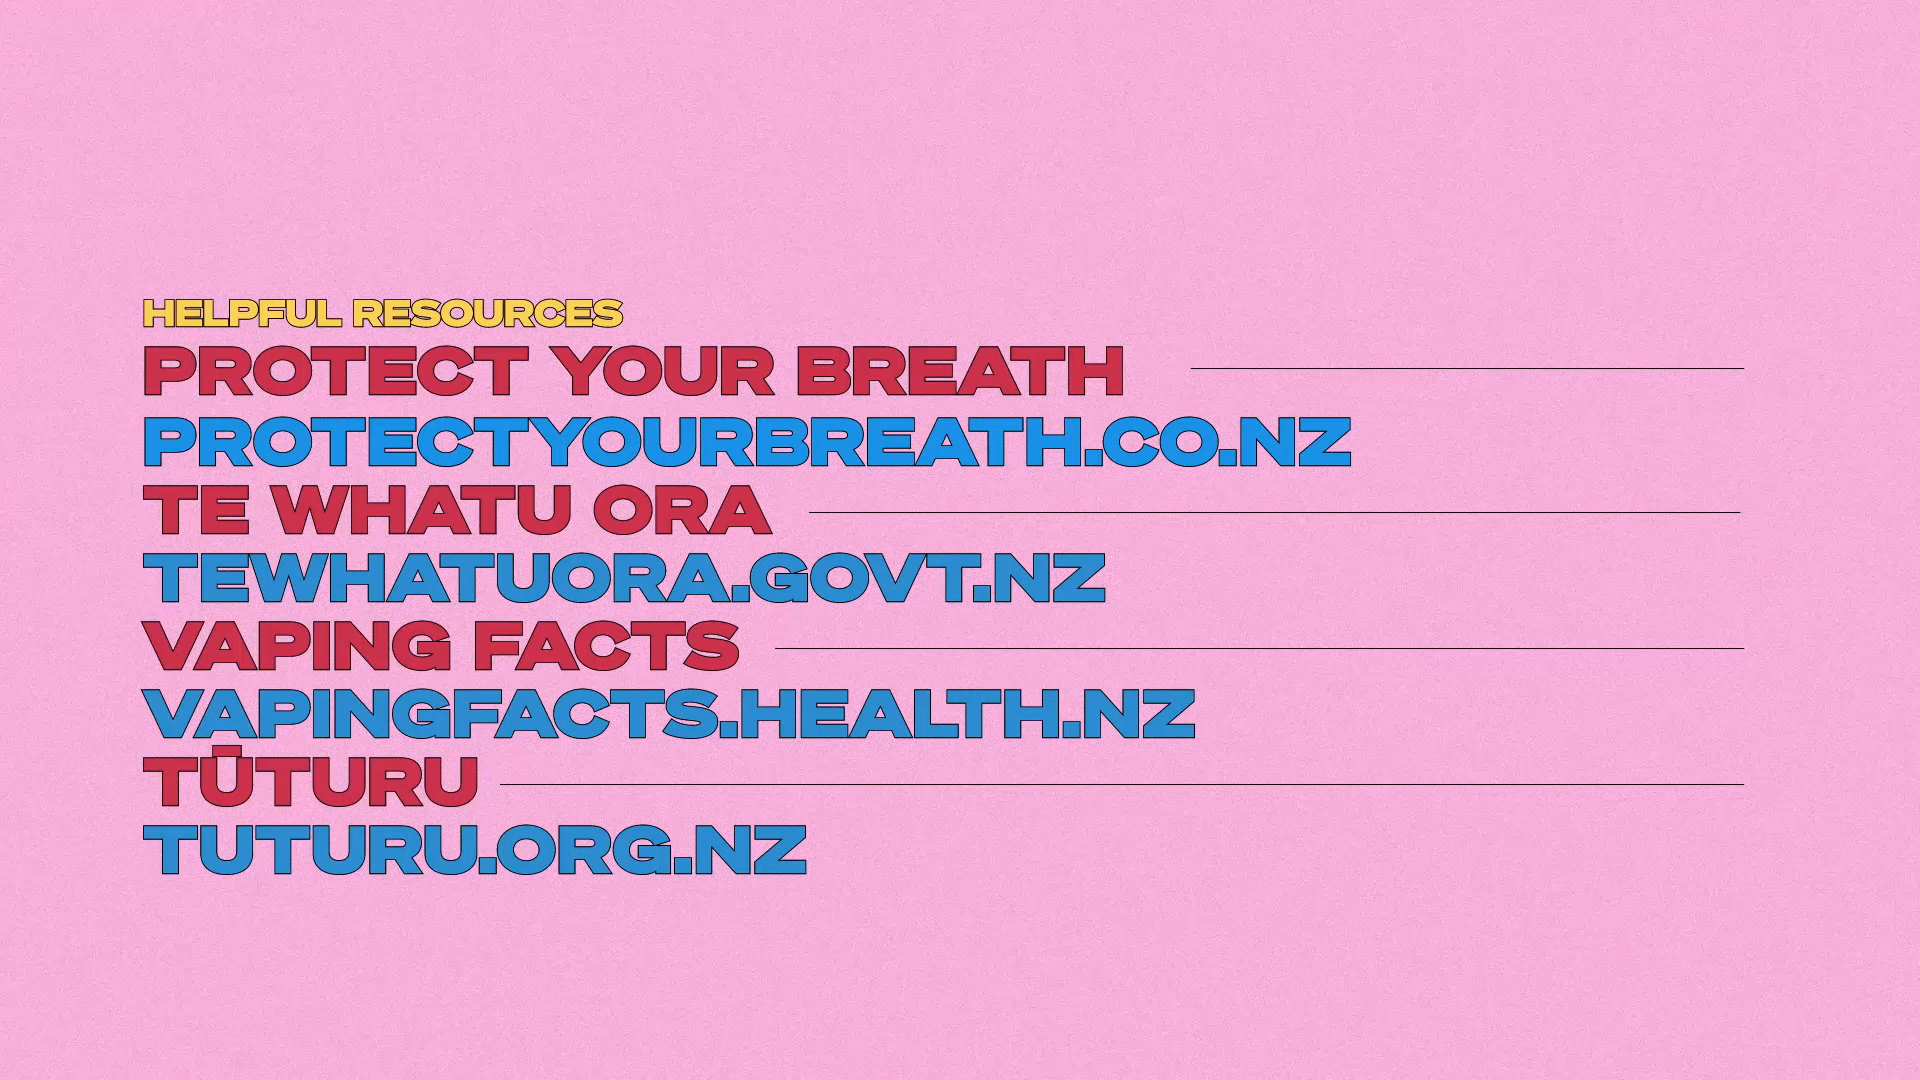 HELPFUL RESOURCES
PROTECT YOUR BREATH
PROTECTYOURBREATH.CO.NZ
TE WHATU ORA
TEWHATUORA.GOVT.NZ
VAPING FACTS
VAPINGFACTS.HEALTH.NZ
TŪTURU
TUTURU.ORG.NZ